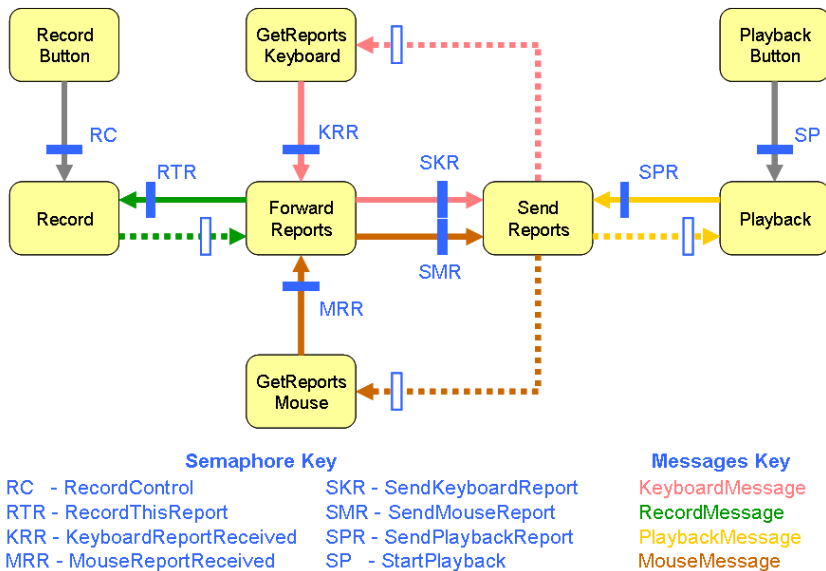 Record
Button
GetReports
Keyboard
Playback
Button
RC
KRR
SP
RTR
SKR
SPR
Record
Forward
Reports
Send
Reports
Playback
SMR
MRR
GetReports
Mouse
Semaphore Key
RC - RecordControl
RTR - RecordThisReport
KRR - KeyboardReportReceived
MRR - MouseReportReceived
SKR - SendKeyboardReport
SMR - SendMouseReport
SPR - SendPlaybackReport
SP - StartPlayback
Messages Key
KeyboardMessage
RecordMessage
PlaybackMessage
MouseMessage